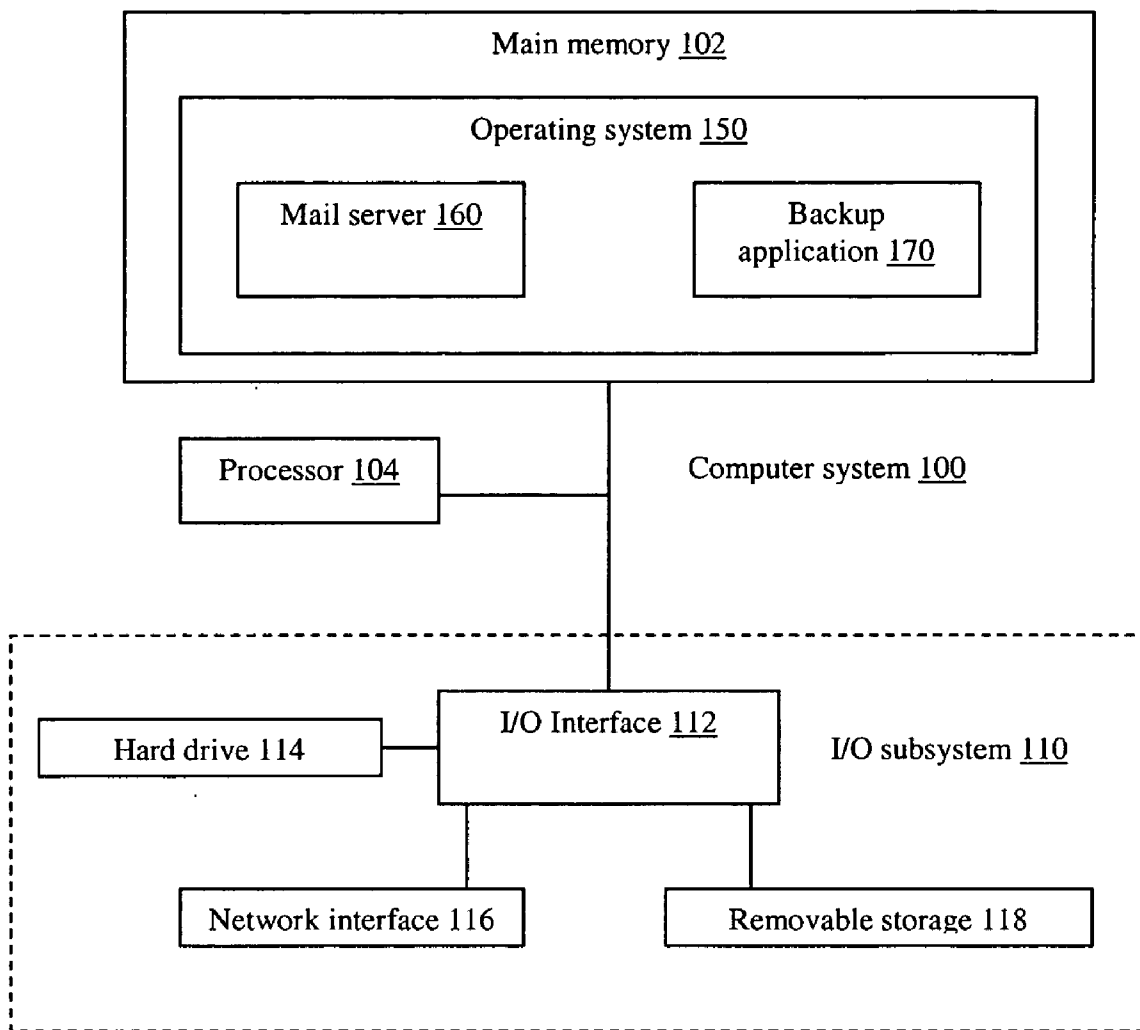 Main memory 102
Operating system 150
Mail server 160
Backup
application 170
Processor 104
Computer system 100
I/O Interface 112
Hard drive 114
I/O subsystem 110
Network interface 116
Removable storage 118